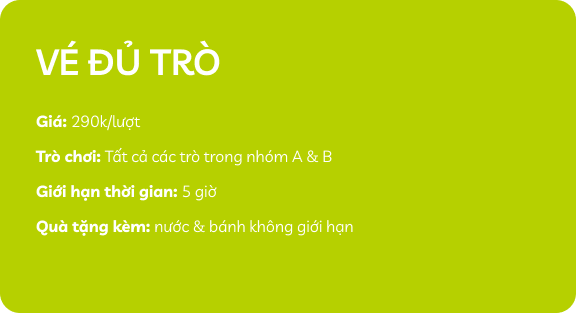 VÉ ĐỦ TRÒ
Giá: 290k/lượt
Trò chơi: Tất cả các trò trong nhóm A & B
Giới hạn thời gian: 5 giờ
Quà tặng kèm: nước & bánh không giới hạn